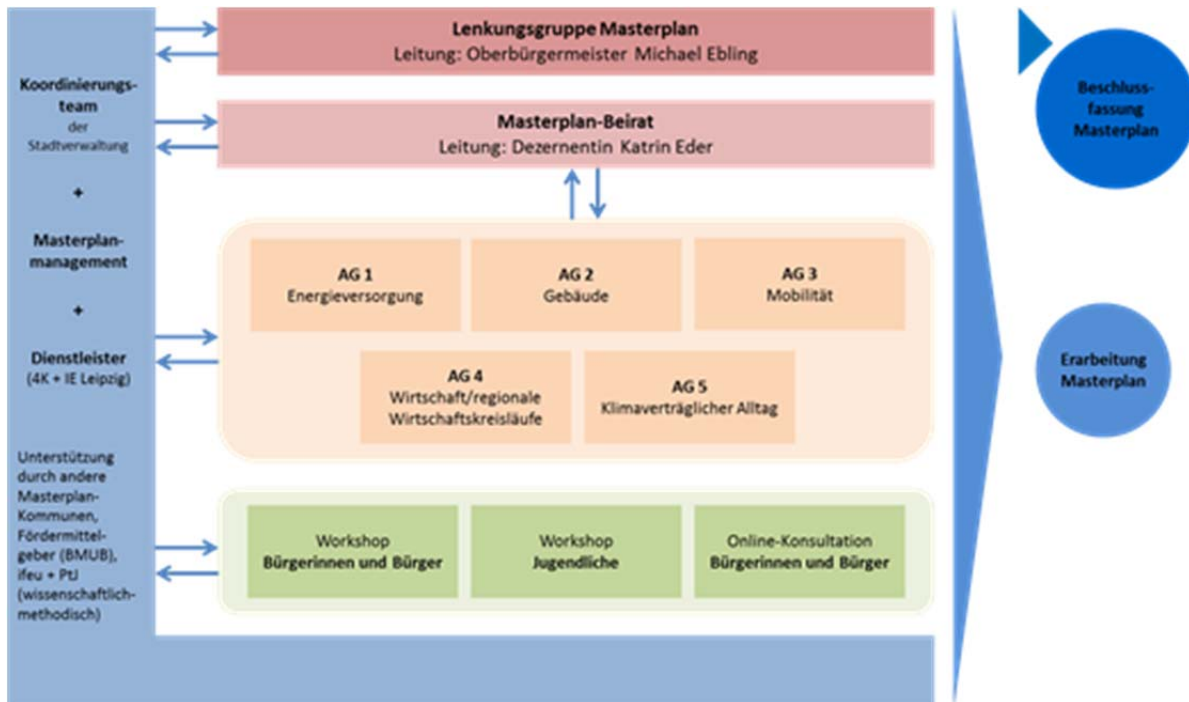 Koordinierungs-
team
der
Stadtverwaltung
+
Masterplan-
management
+
Dienstleister
(4K + IE Leipzig)
Unterstützung
durch andere
Masterplan-
Kommunen,
Fördermittel-
geber (BMUB),
ifeu + PtJ
(wissenschaftlich-
methodisch)
Lenkungsgruppe Masterplan
Leitung: Oberbürgermeister Michael Ebling
Masterplan-Beirat
Leitung: Dezernentin Katrin Eder
AG 1
Energieversorgung
AG 2
Gebäude
AG 3
Mobilität
AG 4
Wirtschaft/regionale
Wirtschaftskreisläufe
AG 5
Klimaverträglicher Alltag
Workshop
Bürgerinnen und Bürger
Workshop
Jugendliche
Online-Konsultation
Bürgerinnen und Bürger
Beschluss-
fassung
Masterplan
Erarbeitung
Masterplan